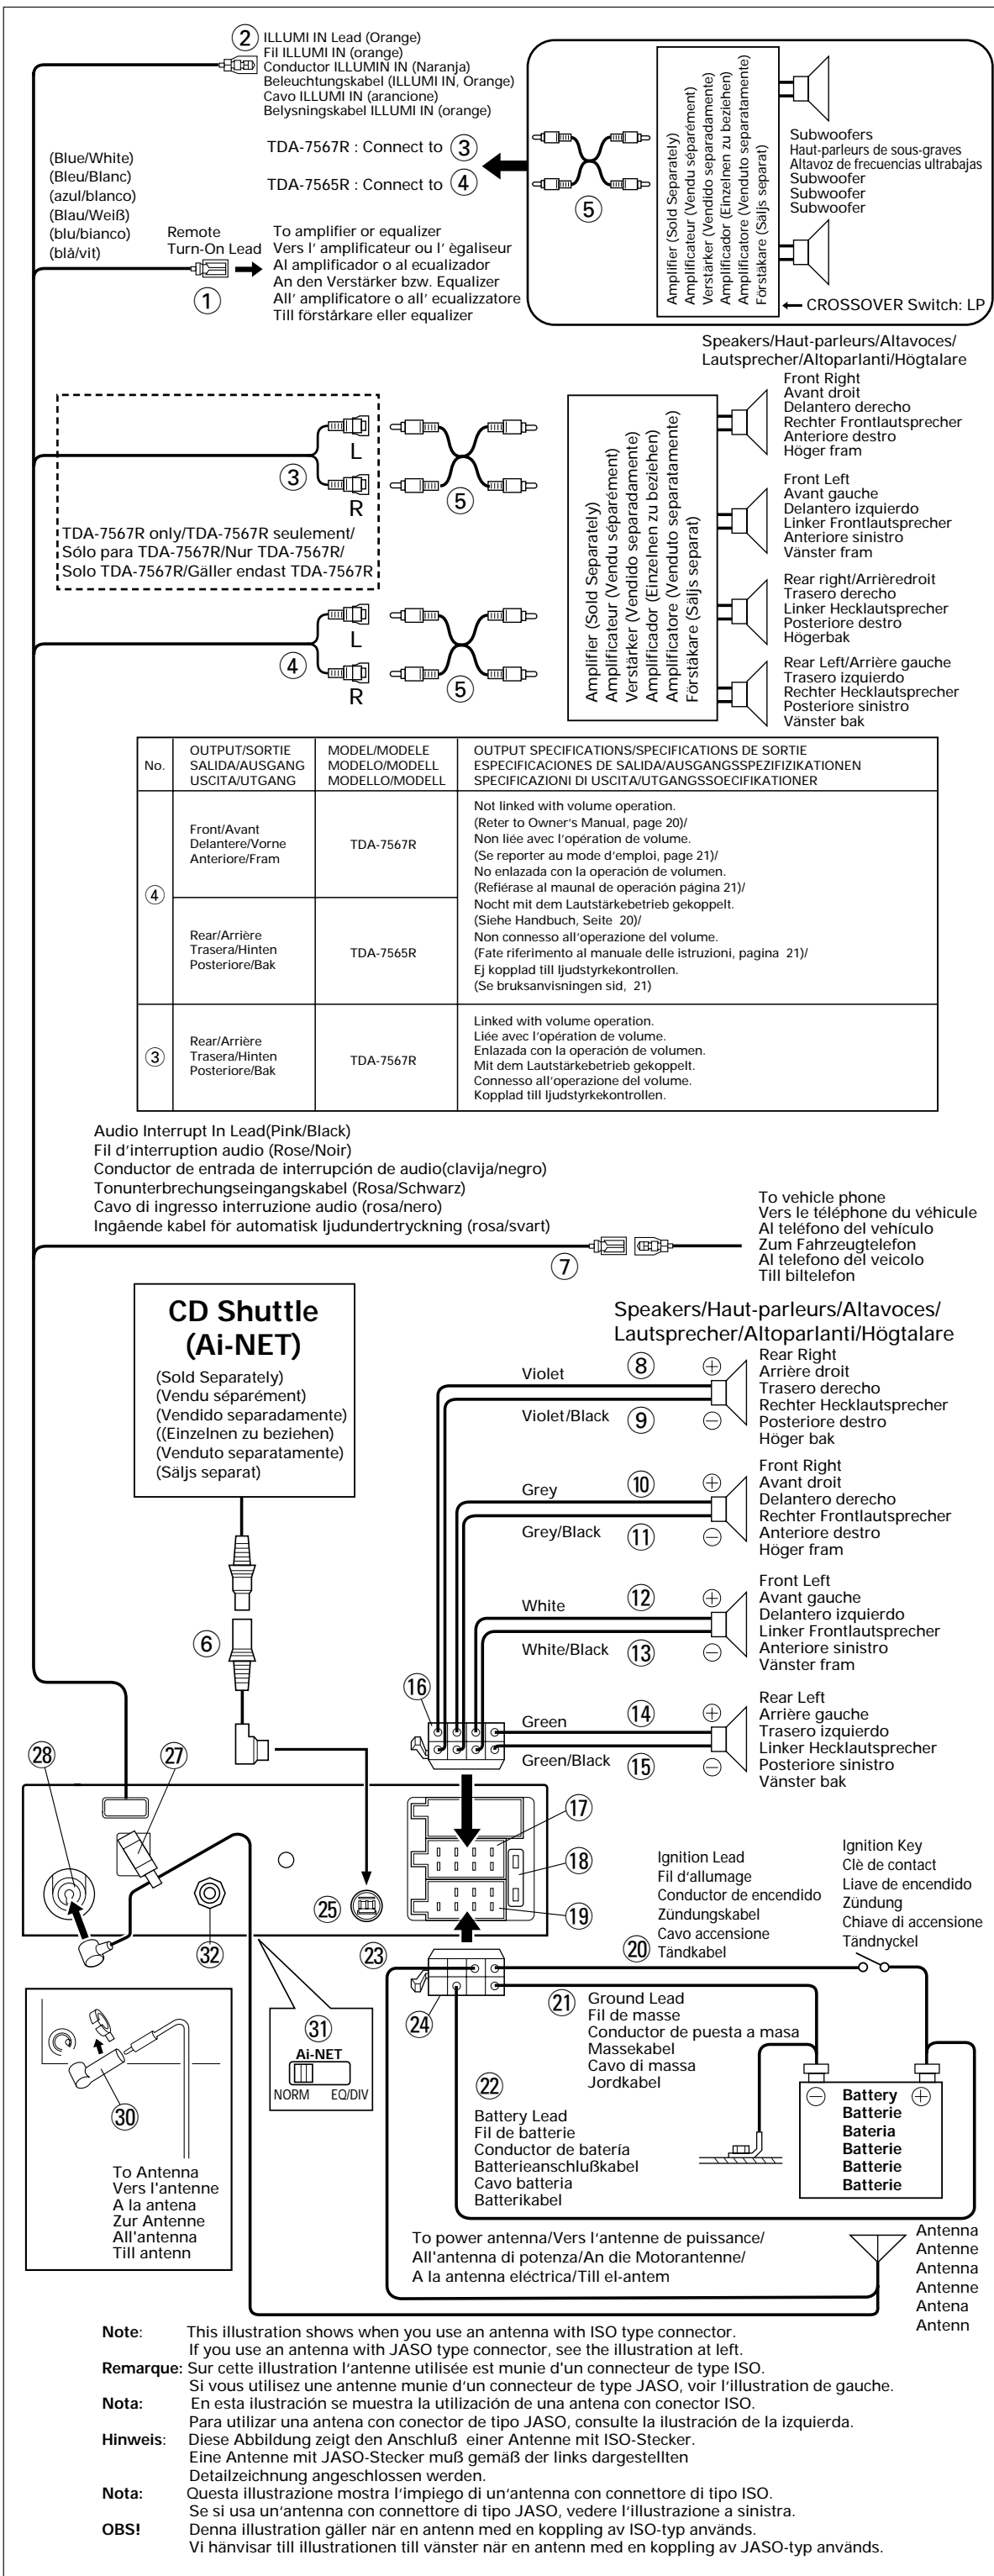 ② ILLUMI IN Lead (Orange)
Fil ILLUMI IN (orange)
Conductor ILLUMIN IN (Naranja)
Beleuchtungskabel (ILLUMI IN, Orange)
Cavo ILLUMI IN (arancione)
Belysningskabel ILLUMI IN (orange)
TDA-7567R : Connect to ③
TDA-7565R : Connect to ④
⑤
Amplifier (Sold Separately)
Amplificateur (Vendu séparément)
Verstärker (Vendido separadamente)
Amplificador (Einzelnen zu beziehen)
Amplificatore (Venduto separatamente)
Förstäkare (Säljs separat)
Subwoofers
Haut-parleurs de sous-graves
Altavoz de frecuencias ultrabajas
Subwoofer
Subwoofer
Subwoofer
CROSSOVER Switch: LP
(Blue/White)
(Bleu/Blanc)
(azul/blanco)
(Blau/Weiß)
(blu/bianco)
(blå/vit)
Remote
Turn-On Lead
①
To amplifier or equalizer
Vers l' amplificateur ou l' ègaliseur
Al amplificador o al ecualizador
An den Verstärker bzw. Equalizer
All' amplificatore o all' ecualizzatore
Till förstårkare eller equalizer
Speakers/Haut-parleurs/Altavoces/
Lautsprecher/Altoparlanti/Högtalare
L
③
R
⑤
TDA-7567R only/TDA-7567R seulement/
Sólo para TDA-7567R/Nur TDA-7567R/
Solo TDA-7567R/Gäller endast TDA-7567R
L
④
R
⑤
Amplifier (Sold Separately)
Amplificateur (Vendu séparément)
Verstärker (Vendido separadamente)
Amplificador (Einzelnen zu beziehen)
Amplificatore (Venduto separatamente)
Förstäkare (Säljs separat)
Front Right
Avant droit
Delantero derecho
Rechter Frontlautsprecher
Anteriore destro
Höger fram
Front Left
Avant gauche
Delantero izquierdo
Linker Frontlautsprecher
Anteriore sinistro
Vänster fram
Rear right/Arrièredroit
Trasero derecho
Linker Hecklautsprecher
Posteriore destro
Högerbak
Rear Left/Arrière gauche
Trasero izquierdo
Rechter Hecklautsprecher
Posteriore sinistro
Vänster bak
No.
OUTPUT/SORTIE
SALIDA/AUSGANG
USCITA/UTGANG
MODEL/MODELE
MODELO/MODELL
MODELLO/MODELL
OUTPUT SPECIFICATIONS/SPECIFICATIONS DE SORTIE
ESPECIFICACIONES DE SALIDA/AUSGANGSSPEZIFIZIKATIONEN
SPECIFICAZIONI DI USCITA/UTGANGSSOECIFIKATIONER
④
Front/Avant
Delantere/Vorne
Anteriore/Fram
TDA-7567R
Rear/Arrière
Trasera/Hinten
Posteriore/Bak
TDA-7565R
Not linked with volume operation.
(Reter to Owner's Manual, page 20)/
Non liée avec l'opération de volume.
(Se reporter au mode d'emploi, page 21)/
No enlazada con la operación de volumen.
(Refiérase al maunal de operación página 21)/
Nocht mit dem Lautstärkebetrieb gekoppelt.
(Siehe Handbuch, Seite 20)/
Non connesso all'operazione del volume.
(Fate riferimento al manuale delle istruzioni, pagina 21)/
Ej kopplad till ljudstyrkekontrollen.
(Se bruksanvisningen sid, 21)
③
Rear/Arrière
Trasera/Hinten
Posteriore/Bak
TDA-7567R
Linked with volume operation.
Liée avec l'opération de volume.
Enlazada con la operación de volumen.
Mit dem Lautstärkebetrieb gekoppelt.
Connesso all'operazione del volume.
Kopplad till ljudstyrkekontrollen.
Audio Interrupt In Lead(Pink/Black)
Fil d'interruption audio (Rose/Noir)
Conductor de entrada de interrupción de audio(clavija/negro)
Tonunterbrechungseingangskabel (Rosa/Schwarz)
Cavo di ingresso interruzione audio (rosa/nero)
Ingående kabel för automatisk ljudundertryckning (rosa/svart)
⑦
To vehicle phone
Vers le téléphone du véhicule
Al teléfono del vehículo
Zum Fahrzeugtelefon
Al telefono del veicolo
Till biltelefon
CD Shuttle
(Ai-NET)
(Sold Separately)
(Vendu séparément)
(Vendido separadamente)
((Einzelnen zu beziehen)
(Venduto separatamente)
(Säljs separat)
⑥
Speakers/Haut-parleurs/Altavoces/
Lautsprecher/Altoparlanti/Högtalare
Violet ⑧ ⊕
Violet/Black ⑨ ⊖
Rear Right
Arrière droit
Trasero derecho
Rechter Hecklautsprecher
Posteriore destro
Höger bak
Grey ⑩ ⊕
Grey/Black ⑪ ⊖
Front Right
Avant droit
Delantero derecho
Rechter Frontlautsprecher
Anteriore destro
Höger fram
White ⑫ ⊕
White/Black ⑬ ⊖
Front Left
Avant gauche
Delantero izquierdo
Linker Frontlautsprecher
Anteriore sinistro
Vänster fram
⑯
Green ⑭ ⊕
Green/Black ⑮ ⊖
Rear Left
Arrière gauche
Trasero izquierdo
Linker Hecklautsprecher
Posteriore sinistro
Vänster bak
㉘ ㉗
⑰
⑱
⑲
㉕
㉜
㉓
㉔
Ignition Lead
Fil d'allumage
Conductor de encendido
Zündungskabel
Cavo accensione
⑳ Tändkabel
Ignition Key
Clè de contact
Liave de encendido
Zündung
Chiave di accensione
Tändnyckel
㉑ Ground Lead
Fil de masse
Conductor de puesta a masa
Massekabel
Cavo di massa
Jordkabel
㉒
Battery Lead
Fil de batterie
Conductor de batería
Batterieanschlußkabel
Cavo batteria
Batterikabel
⊖ Battery ⊕
Batterie
Bateria
Batterie
Batterie
Batterie
㉛
Ai-NET
NORM EQ/DIV
㉚
To Antenna
Vers l'antenne
A la antena
Zur Antenne
All'antenna
Till antenn
To power antenna/Vers l'antenne de puissance/
All'antenna di potenza/An die Motorantenne/
A la antenna eléctrica/Till el-antem
Antenna
Antenne
Antenna
Antenne
Antena
Antenn
Note: This illustration shows when you use an antenna with ISO type connector.
If you use an antenna with JASO type connector, see the illustration at left.
Remarque: Sur cette illustration l'antenne utilisée est munie d'un connecteur de type ISO.
Si vous utilisez une antenne munie d'un connecteur de type JASO, voir l'illustration de gauche.
Nota: En esta ilustración se muestra la utilización de una antena con conector ISO.
Para utilizar una antena con conector de tipo JASO, consulte la ilustración de la izquierda.
Hinweis: Diese Abbildung zeigt den Anschluß einer Antenne mit ISO-Stecker.
Eine Antenne mit JASO-Stecker muß gemäß der links dargestellten
Detailzeichnung angeschlossen werden.
Nota: Questa illustrazione mostra l'impiego di un'antenna con connettore di tipo ISO.
Se si usa un'antenna con connettore di tipo JASO, vedere l'illustrazione a sinistra.
OBS! Denna illustration gäller när en antenn med en koppling av ISO-typ används.
Vi hänvisar till illustrationen till vänster när en antenn med en koppling av JASO-typ används.